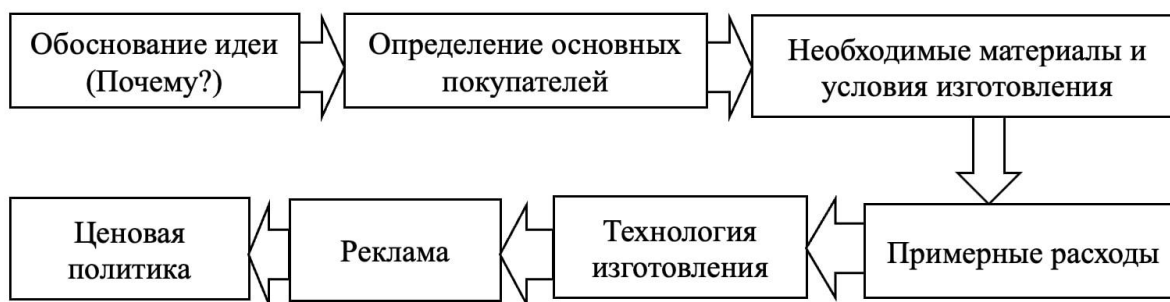 Обоснование идеи
(Почему?)
Определение основных
покупателей
Необходимые материалы и
условия изготовления
Примерные расходы
Технология
изготовления
Реклама
Ценовая
политика